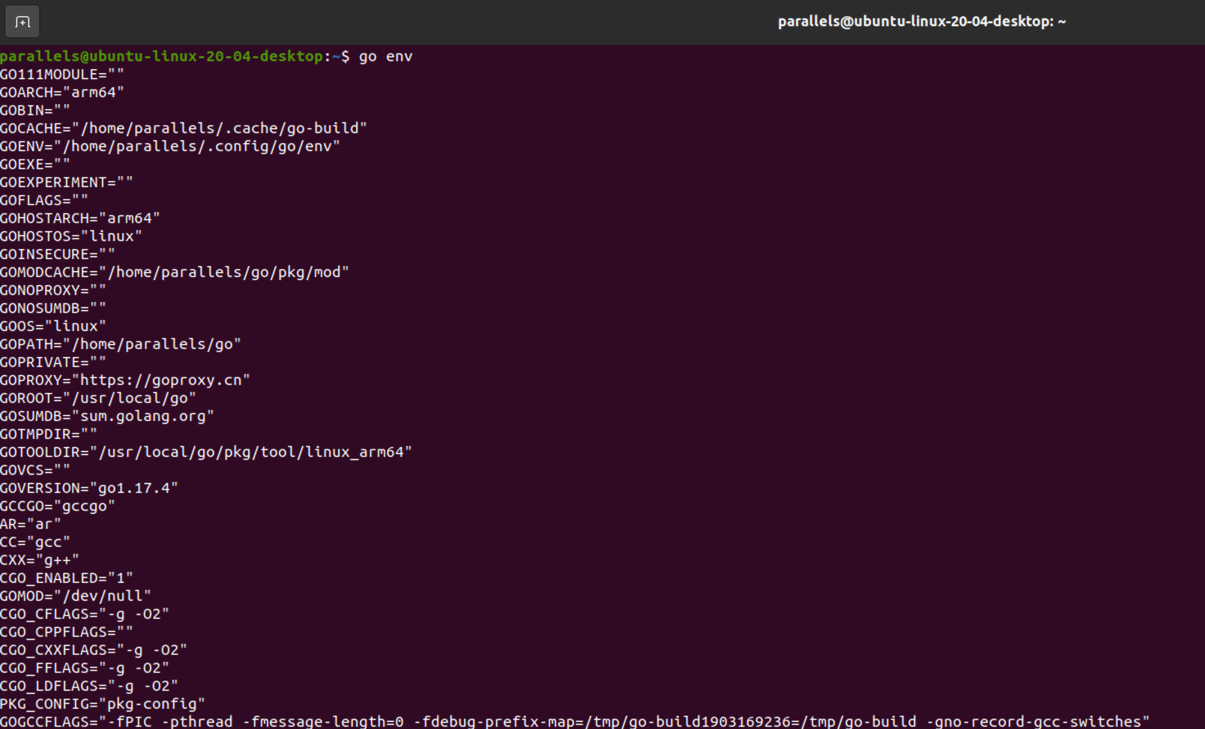 parallels@ubuntu-linux-20-04-desktop: ~
parallels@ubuntu-linux-20-04-desktop:~$ go env
GO111MODULE=""
GOARCH="arm64"
GOBIN=""
GOCACHE="/home/parallels/.cache/go-build"
GOENV="/home/parallels/.config/go/env"
GOEXE=""
GOEXPERIMENT=""
GOFLAGS=""
GOHOSTARCH="arm64"
GOHOSTOS="linux"
GOINSECURE=""
GOMODCACHE="/home/parallels/go/pkg/mod"
GONOPROXY=""
GONOSUMDB=""
GOOS="linux"
GOPATH="/home/parallels/go"
GOPRIVATE=""
GOPROXY="https://goproxy.cn"
GOROOT="/usr/local/go"
GOSUMDB="sum.golang.org"
GOTMPDIR=""
GOTOOLDIR="/usr/local/go/pkg/tool/linux_arm64"
GOVCS=""
GOVERSION="go1.17.4"
GCCGO="gccgo"
AR="ar"
CC="gcc"
CXX="g++"
CGO_ENABLED="1"
GOMOD="/dev/null"
CGO_CFLAGS="-g -O2"
CGO_CPPFLAGS=""
CGO_CXXFLAGS="-g -O2"
CGO_FFLAGS="-g -O2"
CGO_LDFLAGS="-g -O2"
PKG_CONFIG="pkg-config"
GOGCCFLAGS="-fPIC -pthread -fmessage-length=0 -fdebug-prefix-map=/tmp/go-build1903169236=/tmp/go-build -gno-record-gcc-switches"